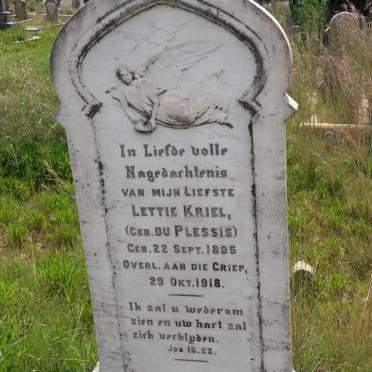 In Liefde volle
Nagedachtenis
VAN MIJN LIEFSTE
LETTIE KRIEL,
(GEB. DU PLESSIS)
GEB. 22 SEPT. 1895
OVERL. AAN DIE GRIEP,
29 OKT. 1918.
Ik zal u wederom
zien en uw hart zal
zich verblyden.
JOH 16.22.